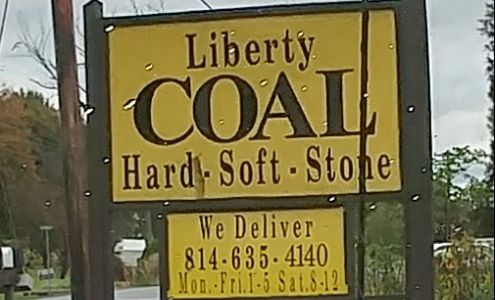 Liberty
COAL
Hard - Soft - Stone
We Deliver
814-635-4140
Mon.-Fri.1-5 Sat.8-12